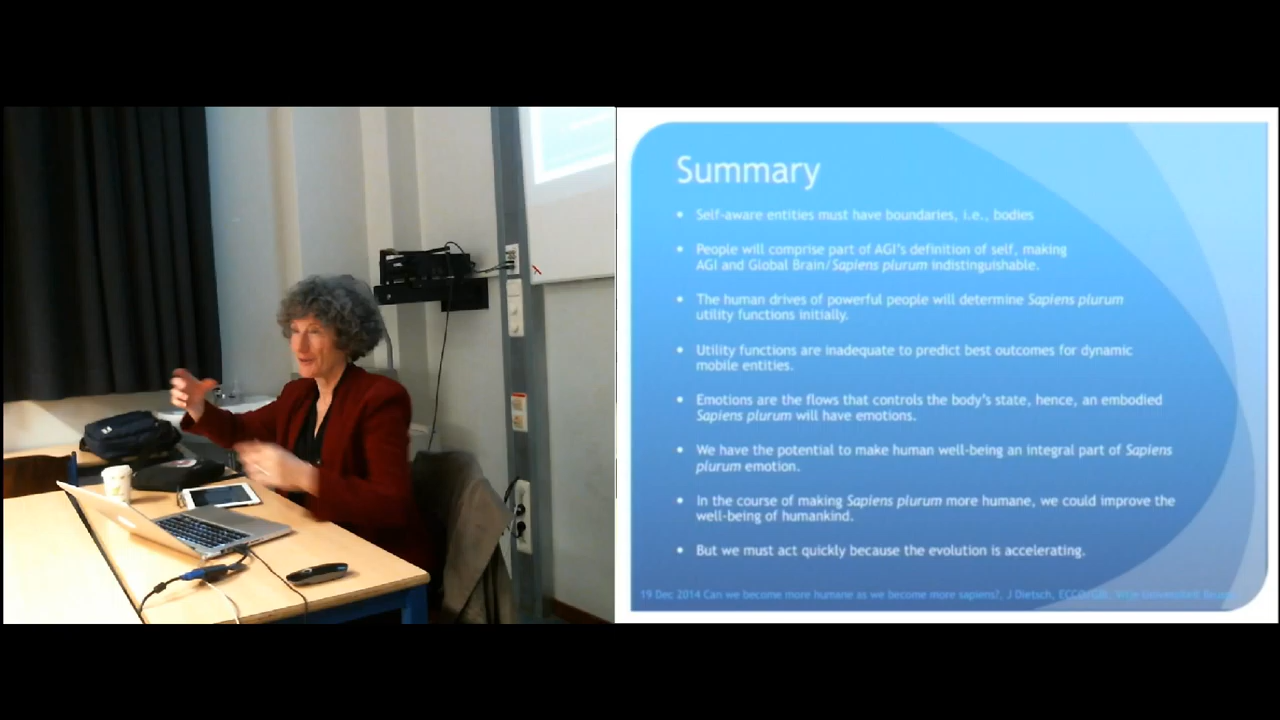 Summary
• Self-aware entities must have boundaries, i.e., bodies
• People will comprise part of AGI's definition of self, making
AGI and Global Brain/Sapiens plurum indistinguishable.
• The human drives of powerful people will determine Sapiens plurum
utility functions initially.
• Utility functions are inadequate to predict best outcomes for dynamic
mobile entities.
• Emotions are the flows that controls the body's state, hence, an embodied
Sapiens plurum will have emotions.
• We have the potential to make human well-being an integral part of Sapiens
plurum emotion.
• In the course of making Sapiens plurum more humane, we could improve the
well-being of humankind.
• But we must act quickly because the evolution is accelerating.
19 Dec 2014 Can we become more humane as we become more sapiens?, J Dietsch, ECCO/GBI, Vrije Universiteit